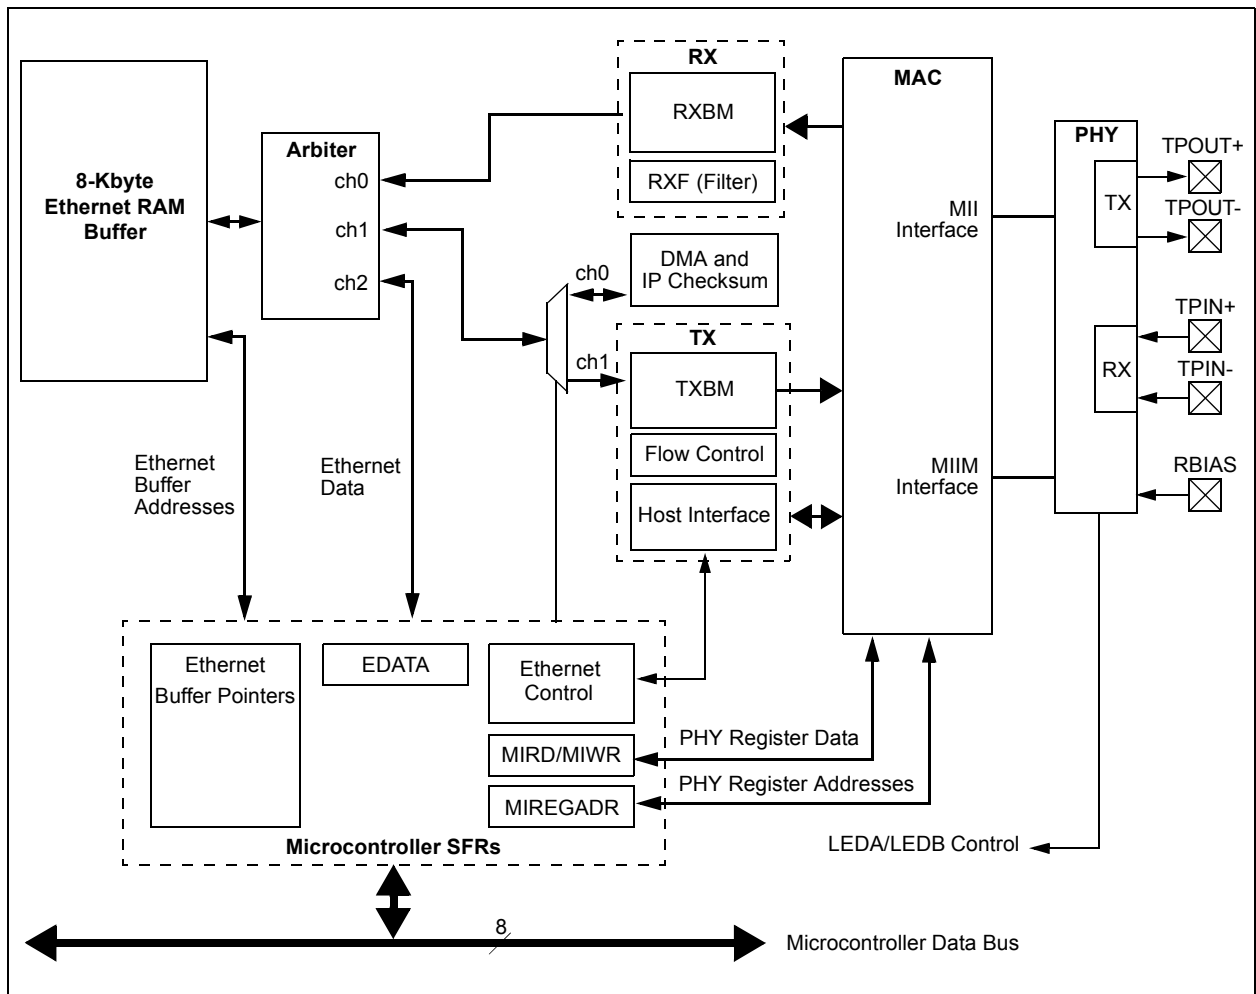 8-Kbyte
Ethernet RAM
Buffer
Arbiter
ch0
ch1
ch2
RX
RXBM
RXF (Filter)
DMA and
IP Checksum
ch0
ch1
TX
TXBM
Flow Control
Host Interface
MAC
MII
Interface
MIIM
Interface
PHY
TX
RX
TPOUT+
TPOUT-
TPIN+
TPIN-
RBIAS
Ethernet
Buffer
Addresses
Ethernet
Data
Ethernet
Buffer Pointers
EDATA
Ethernet
Control
MIRD/MIWR
MIREGADR
Microcontroller SFRs
PHY Register Data
PHY Register Addresses
LEDA/LEDB Control
8
Microcontroller Data Bus